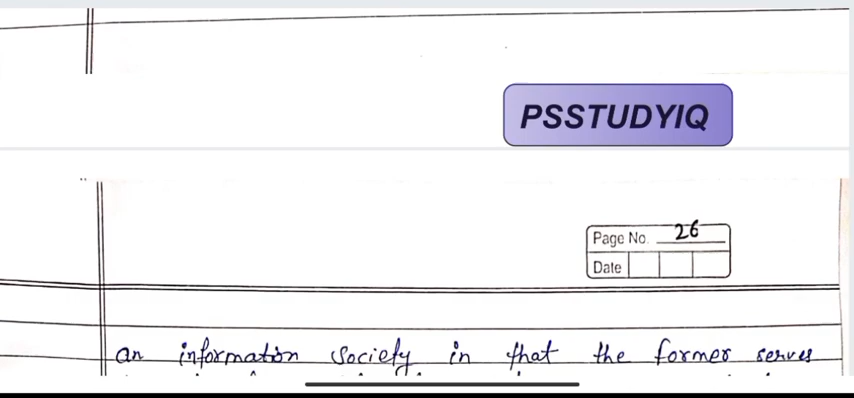 PSSTUDYIQ
Page No. 26
Date
an information society in that the former serves